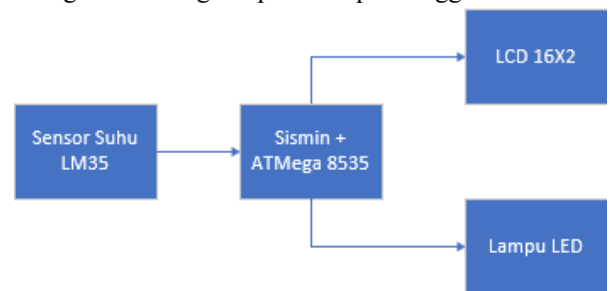 Sensor Suhu
LM35
Sismin +
ATMega 8535
LCD 16X2
Lampu LED